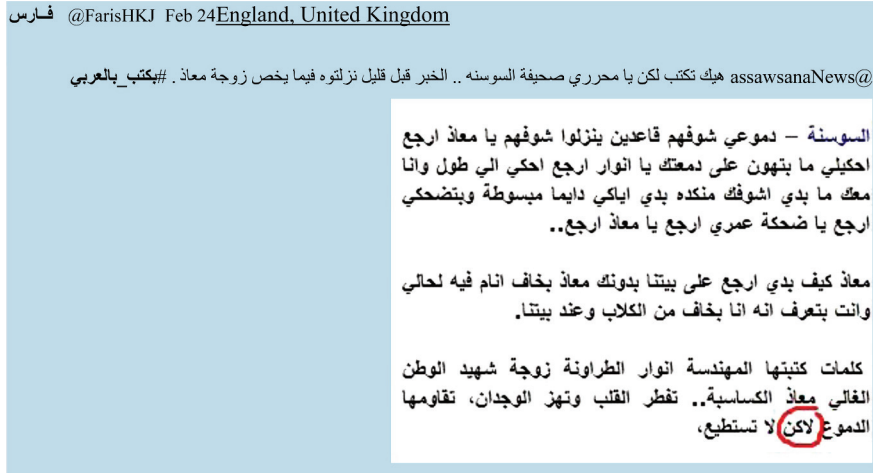 فــارس @FarisHKJ Feb 24England, United Kingdom
@assawsanaNews هيك تكتب لكن يا محرري صحيفة السوسنه .. الخبر قبل قليل نزلتوه فيما يخص زوجة معاذ . #بكتب_بالعربي
السوسنة – دموعي شوفهم قاعدين ينزلوا شوفهم يا معاذ ارجع
احكيلي ما بتهون على دمعتك يا انوار ارجع احكي الي طول وانا
معك ما بدي اشوفك منكده بدي اياكي دايما مبسوطة وبتضحكي
ارجع يا ضحكة عمري ارجع يا معاذ ارجع..
معاذ كيف بدي ارجع على بيتنا بدونك معاذ بخاف انام فيه لحالي
وانت بتعرف انه انا بخاف من الكلاب وعند بيتنا.
كلمات كتبتها المهندسة انوار الطراونة زوجة شهيد الوطن
الغالي معاذ الكساسبة.. تفطر القلب وتهز الوجدان، تقاومها
الدموع لاكن لا تستطيع،